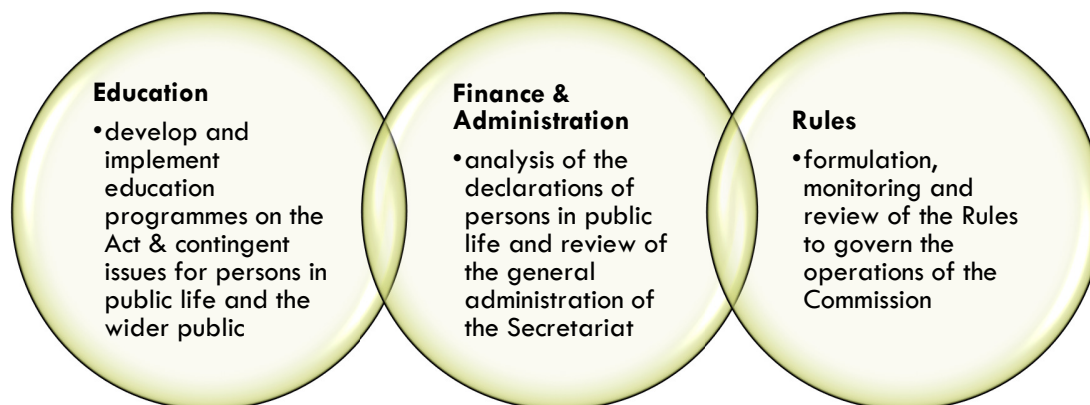 Education
•develop and
implement
education
programmes on the
Act & contingent
issues for persons in
public life and the
wider public
Finance &
Administration
•analysis of the
declarations of
persons in public
life and review of
the general
administration of
the Secretariat
Rules
•formulation,
monitoring and
review of the Rules
to govern the
operations of the
Commission